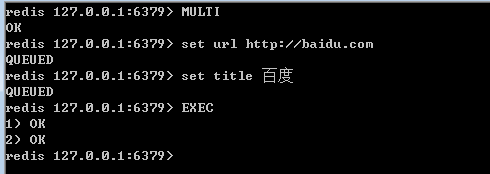 redis 127.0.0.1:6379> MULTI
OK
redis 127.0.0.1:6379> set url http://baidu.com
QUEUED
redis 127.0.0.1:6379> set title 百度
QUEUED
redis 127.0.0.1:6379> EXEC
1) OK
2) OK
redis 127.0.0.1:6379>